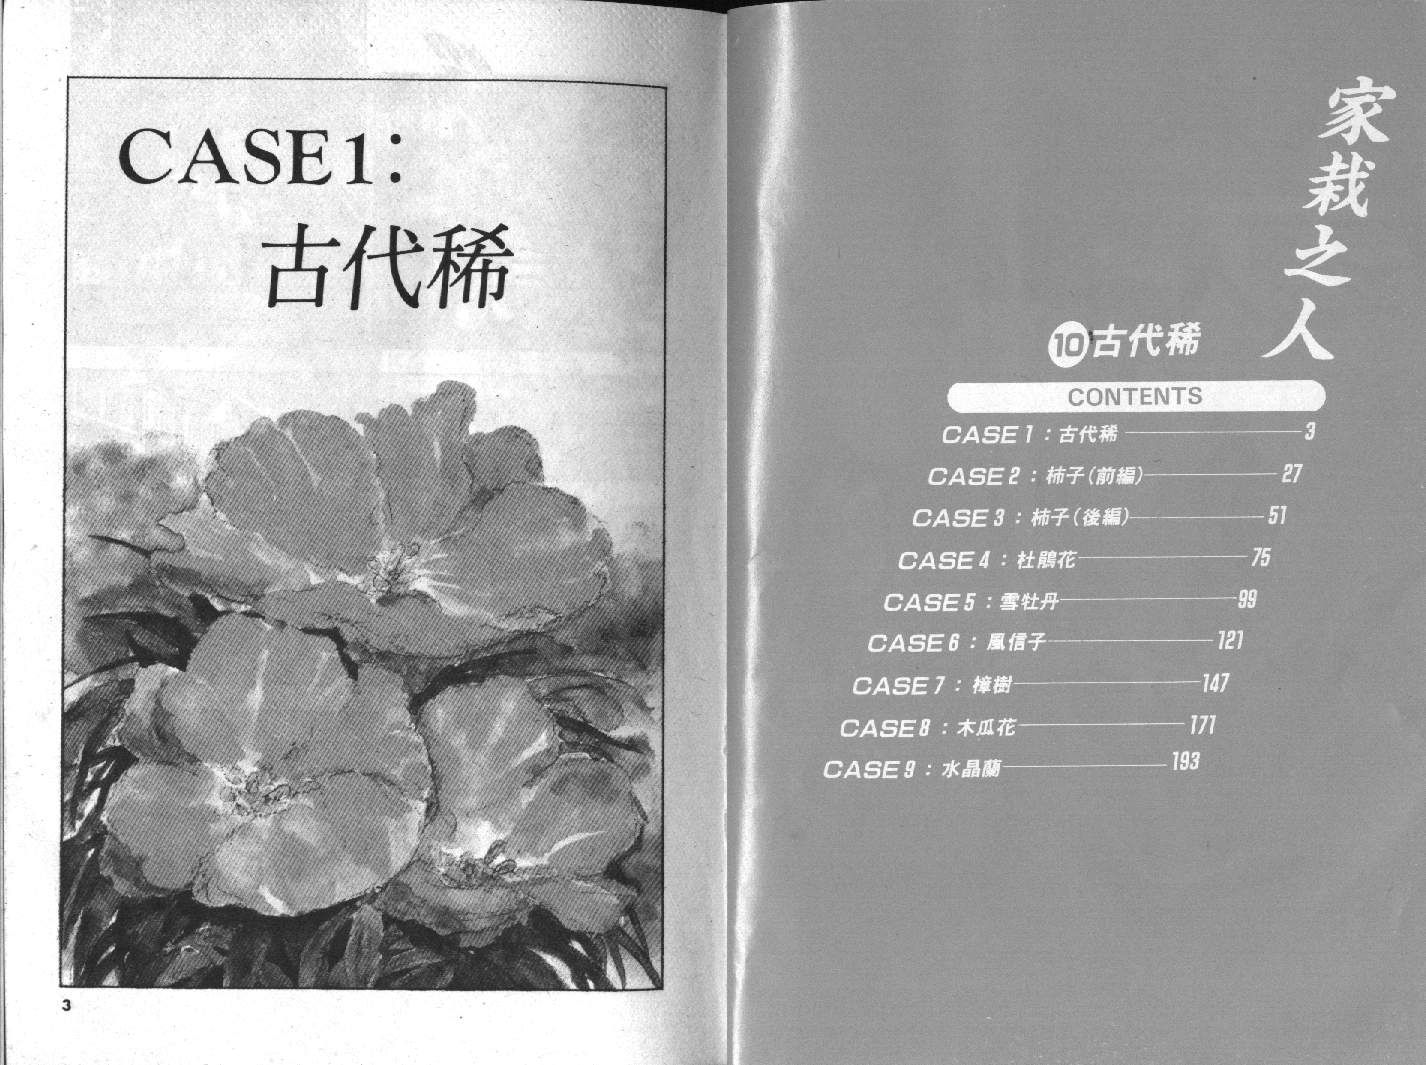 家栽之人
10古代稀
CONTENTS
CASE 1：古代稀 3
CASE 2：柿子(前編) 27
CASE 3：柿子(後編) 51
CASE 4：杜鵑花 75
CASE 5：雪牡丹 99
CASE 6：風信子 121
CASE 7：樟樹 147
CASE 8：木瓜花 171
CASE 9：水晶蘭 193
CASE1：
古代稀
3